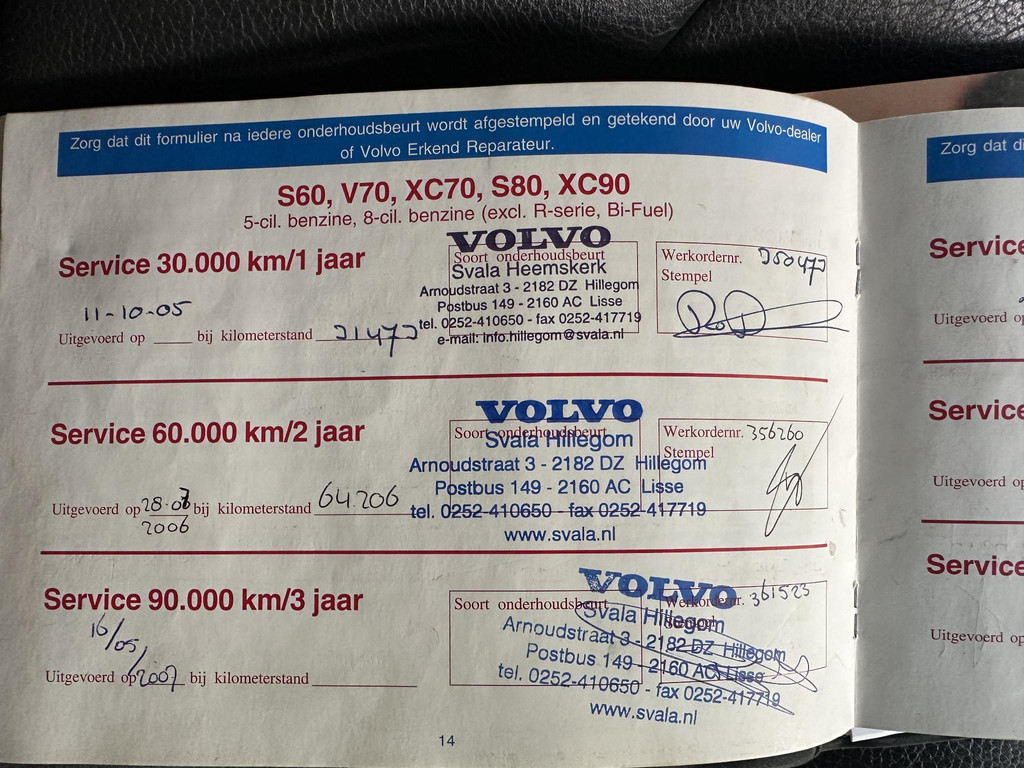 Zorg dat dit formulier na iedere onderhoudsbeurt wordt afgestempeld en getekend door uw Volvo-dealer
of Volvo Erkend Reparateur.
S60, V70, XC70, S80, XC90
5-cil. benzine, 8-cil. benzine (excl. R-serie, Bi-Fuel)
Service 30.000 km/1 jaar
11-10-05
Uitgevoerd op bij kilometerstand 31473
VOLVO
Soort onderhoudsbeurt
Svala Heemskerk
Arnoudstraat 3 - 2182 DZ Hillegom
Postbus 149 - 2160 AC Lisse
tel. 0252-410650 - fax 0252-417719
e-mail: info.hillegom@svala.nl
Werkordernr.
Stempel
Service 60.000 km/2 jaar
Uitgevoerd op 28-07 bij kilometerstand 64.206
2006
VOLVO
Soort onderhoudsbeurt
Svala Hillegom
Arnoudstraat 3 - 2182 DZ Hillegom
Postbus 149 - 2160 AC Lisse
tel. 0252-410650 - fax 0252-417719
www.svala.nl
Werkordernr. 356260
Stempel
Service 90.000 km/3 jaar
16/
05/
Uitgevoerd op 2007 bij kilometerstand
VOLVO
Soort onderhoudsbeurt
Svala Hillegom
Arnoudstraat 3 - 2182 DZ Hillegom
Postbus 149 - 2160 AC Lisse
tel. 0252-410650 - fax 0252-417719
www.svala.nl
Werkordernr. 361523
Stempel
14
Zorg dat di
Service
Uitgevoerd op
Service
Uitgevoerd op
Service
Uitgevoerd op